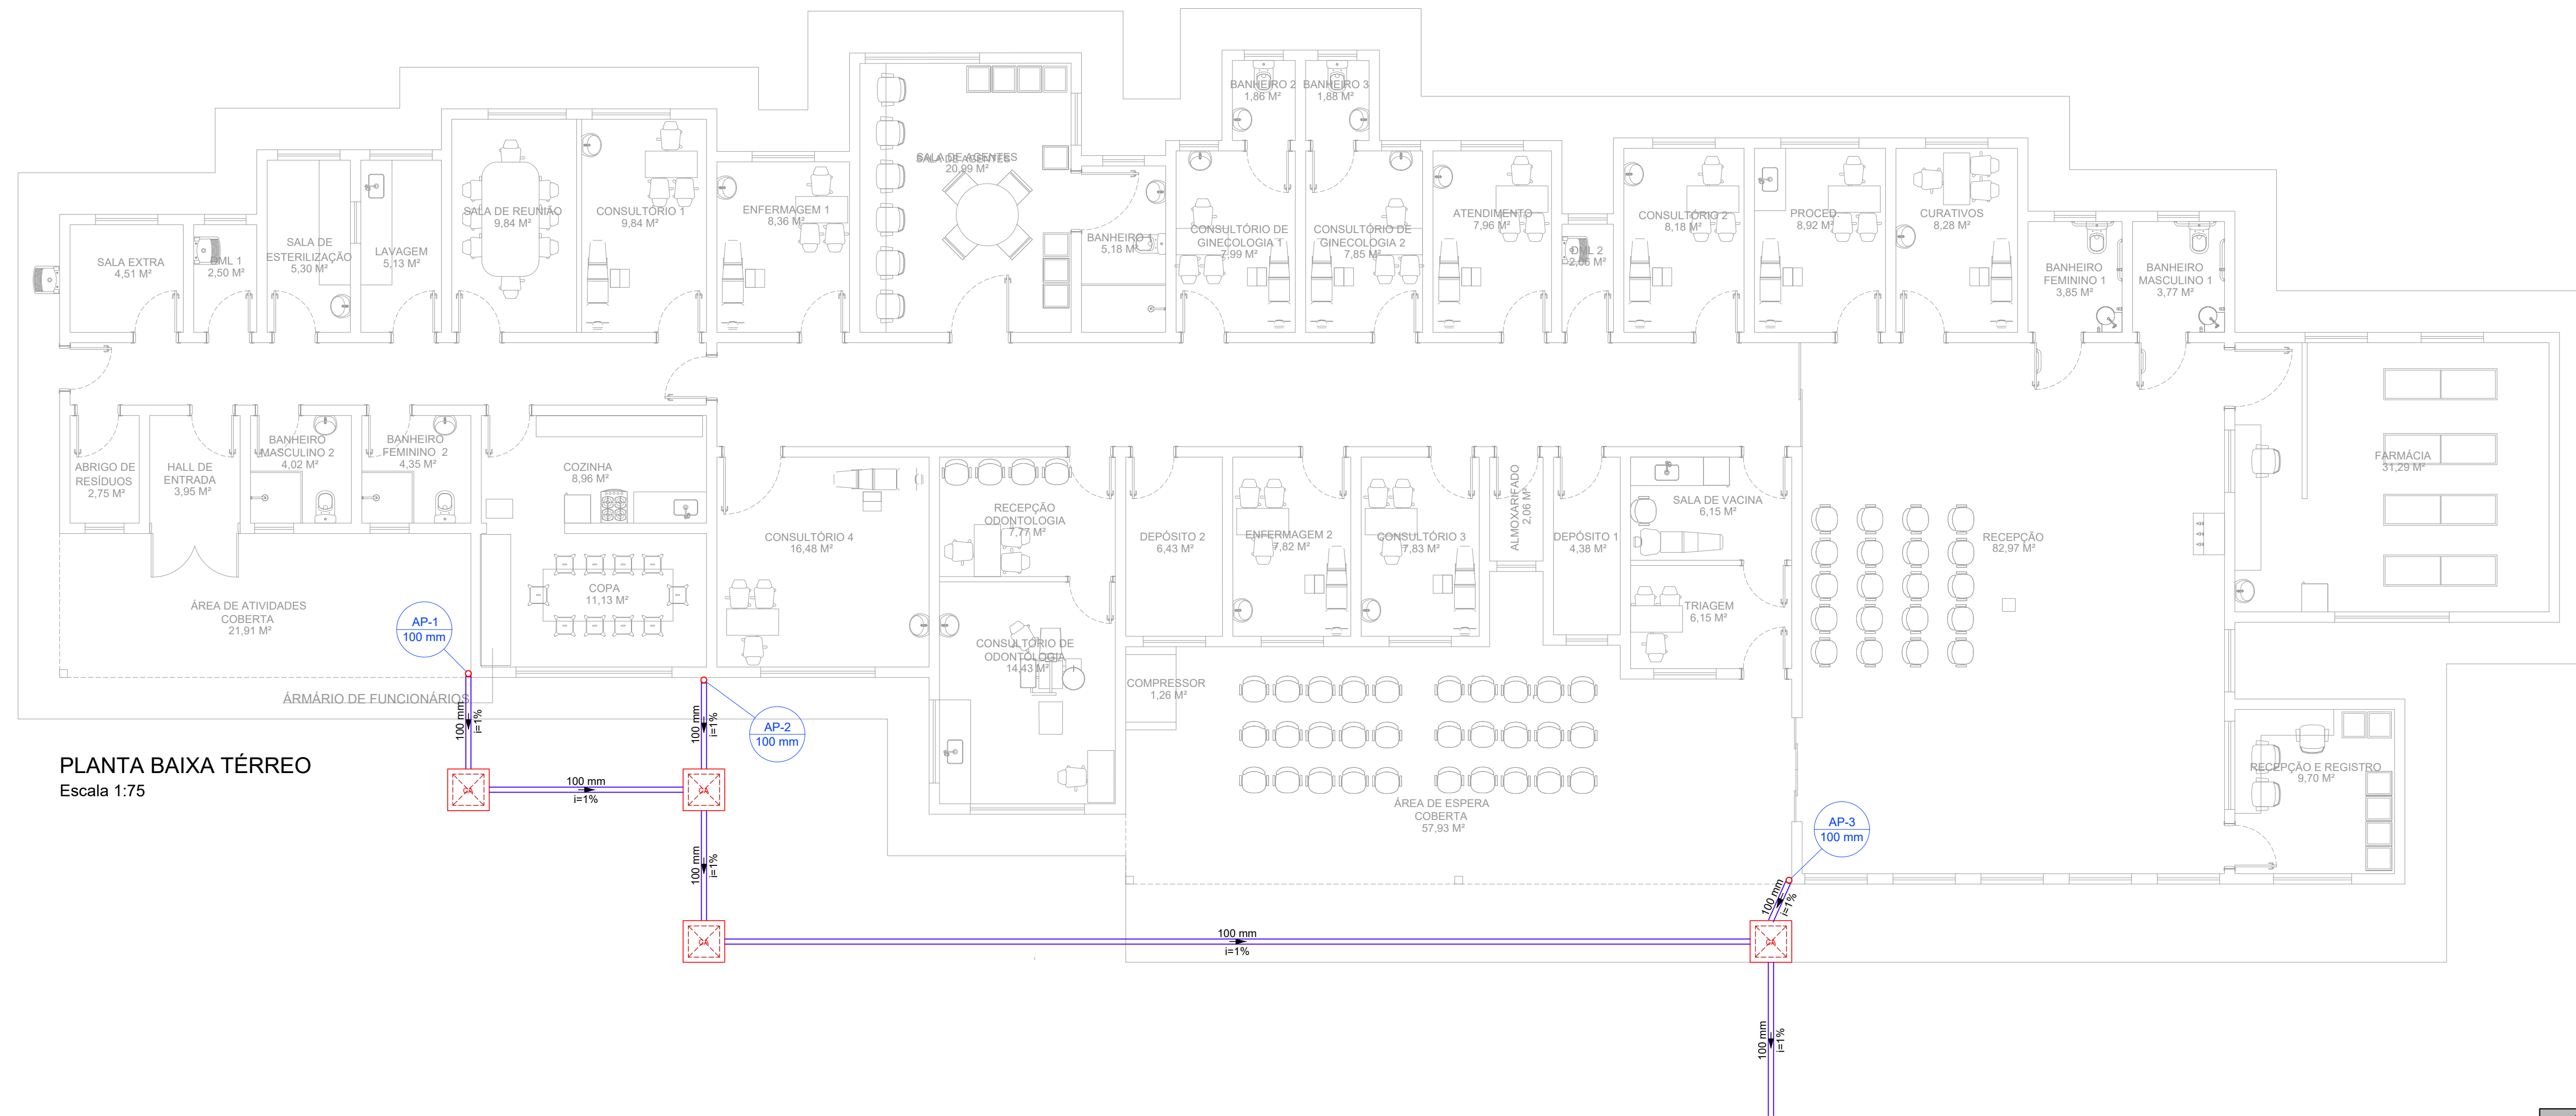 BANHEIRO 2
1,86 M²
BANHEIRO 3
1,88 M²
SALA DE AGENTES
SALA DE AGENTES
20,99 M²
SALA DE REUNIÃO
9,84 M²
CONSULTÓRIO 1
9,84 M²
ENFERMAGEM 1
8,36 M²
BANHEIRO 1
5,18 M²
CONSULTÓRIO DE
GINECOLOGIA 1
7,99 M²
CONSULTÓRIO DE
GINECOLOGIA 2
7,85 M²
ATENDIMENTO
7,96 M²
DML 2
2,66 M²
CONSULTÓRIO 2
8,18 M²
PROCED.
8,92 M²
CURATIVOS
8,28 M²
BANHEIRO
FEMININO 1
3,85 M²
BANHEIRO
MASCULINO 1
3,77 M²
SALA EXTRA
4,51 M²
DML 1
2,50 M²
SALA DE
ESTERILIZAÇÃO
5,30 M²
LAVAGEM
5,13 M²
ABRIGO DE
RESÍDUOS
2,75 M²
HALL DE
ENTRADA
3,95 M²
BANHEIRO
MASCULINO 2
4,02 M²
BANHEIRO
FEMININO 2
4,35 M²
COZINHA
8,96 M²
CONSULTÓRIO 4
16,48 M²
RECEPÇÃO
ODONTOLOGIA
7,77 M²
DEPÓSITO 2
6,43 M²
ENFERMAGEM 2
7,82 M²
CONSULTÓRIO 3
7,83 M²
ALMOXARIFADO
2,06 M²
DEPÓSITO 1
4,38 M²
SALA DE VACINA
6,15 M²
RECEPÇÃO
82,97 M²
FARMÁCIA
31,29 M²
COPA
11,13 M²
ÁREA DE ATIVIDADES
COBERTA
21,91 M²
TRIAGEM
6,15 M²
CONSULTÓRIO DE
ODONTOLOGIA
14,43 M²
COMPRESSOR
1,26 M²
ÁREA DE ESPERA
COBERTA
57,93 M²
RECEPÇÃO E REGISTRO
9,70 M²
AP-1
100 mm
ÁRMÁRIO DE FUNCIONÁRIOS
100 mm
i=1%
100 mm
i=1%
AP-2
100 mm
PLANTA BAIXA TÉRREO
Escala 1:75
CA
100 mm
i=1%
CA
100 mm
i=1%
AP-3
100 mm
100 mm
i=1%
CA
100 mm
i=1%
CA
100 mm
i=1%